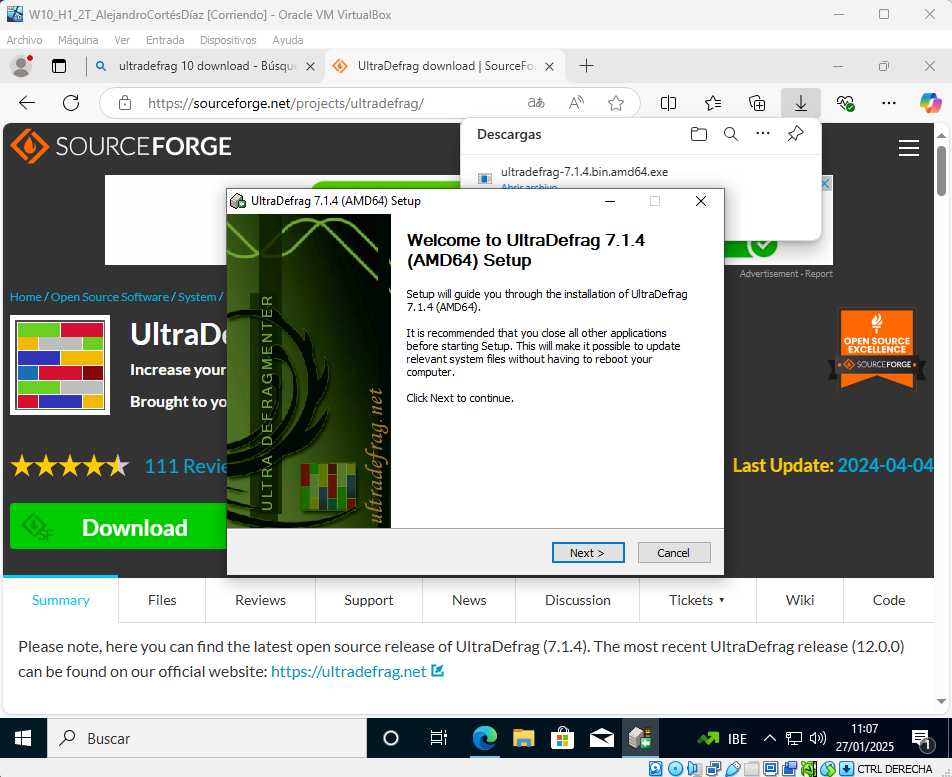 W10_H1_2T_AlejandroCortésDíaz [Corriendo] - Oracle VM VirtualBox
Archivo Máquina Ver Entrada Dispositivos Ayuda
ultradefrag 10 download - Búsqu
UltraDefrag download | SourceFo
https://sourceforge.net/projects/ultradefrag/
SOURCEFORGE
Descargas
ultradefrag-7.1.4.bin.amd64.exe
Abrir archivo
Advertisement - Report
Home / Open Source Software / System /
UltraDe
Increase your
Brought to yo
OPEN SOURCE
EXCELLENCE
SOURCEFORGE
111 Revie
Last Update: 2024-04-04
Download
UltraDefrag 7.1.4 (AMD64) Setup
ULTRA DEFRAGMENTER
ultradefrag.net
Welcome to UltraDefrag 7.1.4
(AMD64) Setup
Setup will guide you through the installation of UltraDefrag
7.1.4 (AMD64).
It is recommended that you close all other applications
before starting Setup. This will make it possible to update
relevant system files without having to reboot your
computer.
Click Next to continue.
Next >
Cancel
Summary Files Reviews Support News Discussion Tickets Wiki Code
Please note, here you can find the latest open source release of UltraDefrag (7.1.4). The most recent UltraDefrag release (12.0.0)
can be found on our official website: https://ultradefrag.net
Buscar
IBE
11:07
27/01/2025
1
CTRL DERECHA